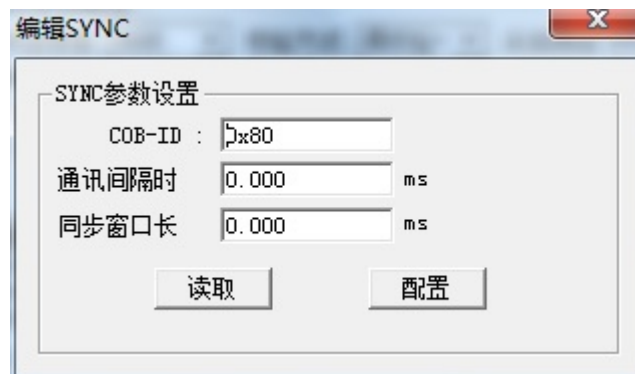 编辑SYNC
SYNC参数设置
COB-ID : 0x80
通讯间隔时 0.000 ms
同步窗口长 0.000 ms
读取 配置